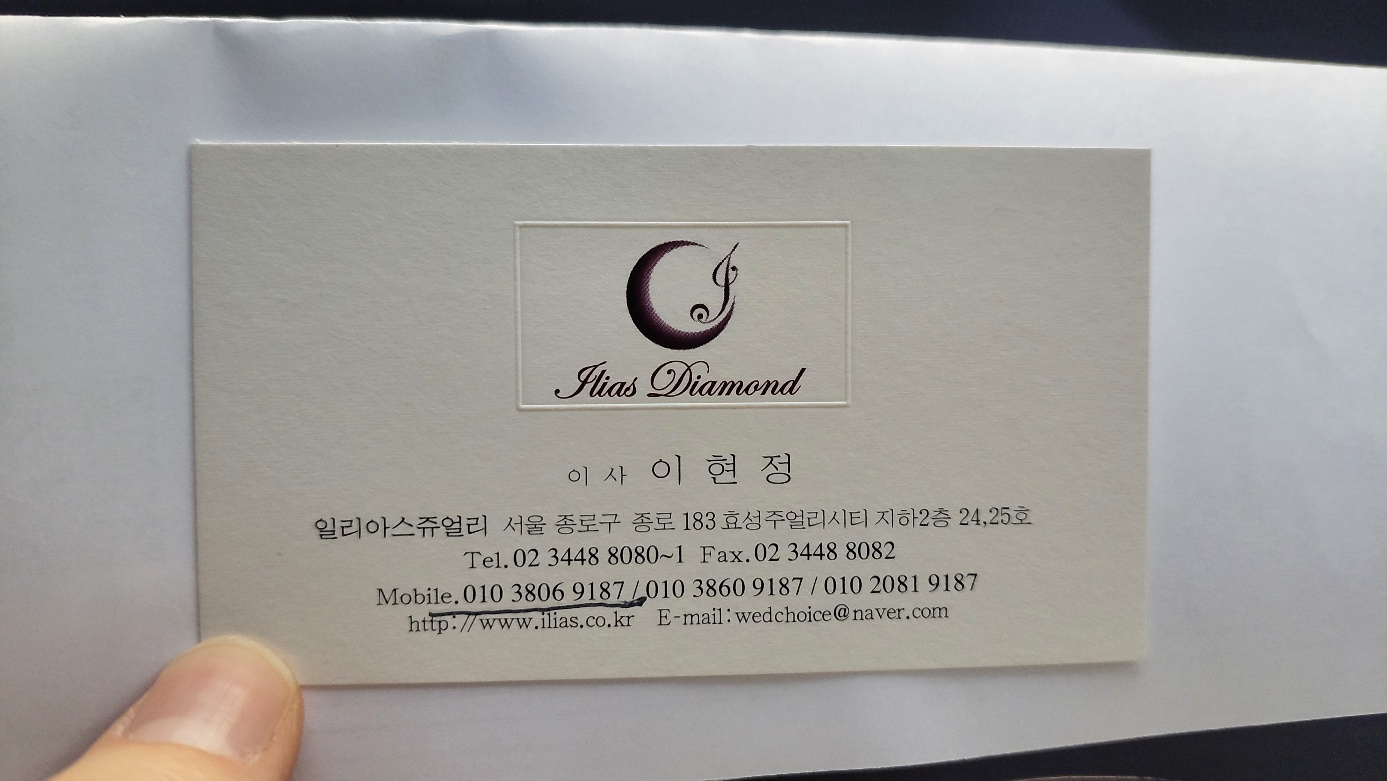 Ilias Diamond
이 사 이 현 정
일리아스쥬얼리 서울 종로구 종로 183 효성주얼리시티 지하2층 24,25호
Tel.02 3448 8080~1 Fax.02 3448 8082
Mobile.010 3806 9187 / 010 3860 9187 / 010 2081 9187
http://www.ilias.co.kr E-mail:wedchoice@naver.com